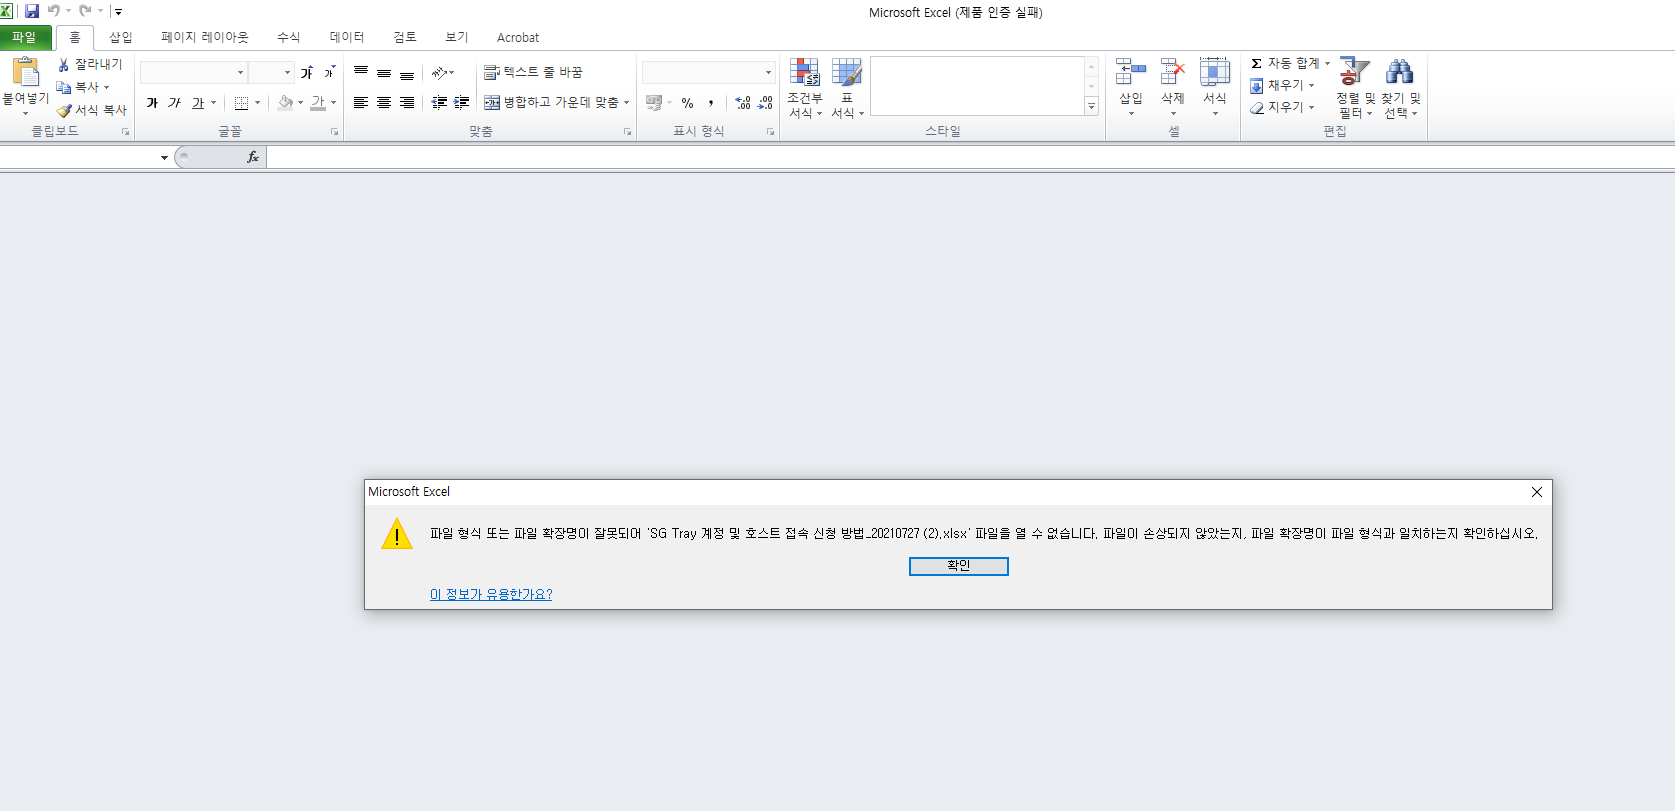 Microsoft Excel (제품 인증 실패)
파일 홈 삽입 페이지 레이아웃 수식 데이터 검토 보기 Acrobat
잘라내기
복사
서식 복사
붙여넣기
클립보드
가 가
가 가 가 가
글꼴
텍스트 줄 바꿈
병합하고 가운데 맞춤
맞춤
% , .00 .00
표시 형식
조건부
서식
표
서식
스타일
삽입 삭제 서식
셀
Σ 자동 합계
채우기
지우기
정렬 및
필터
찾기 및
선택
편집
fx
Microsoft Excel
파일 형식 또는 파일 확장명이 잘못되어 'SG Tray 계정 및 호스트 접속 신청 방법_20210727 (2).xlsx' 파일을 열 수 없습니다. 파일이 손상되지 않았는지, 파일 확장명이 파일 형식과 일치하는지 확인하십시오.
확인
이 정보가 유용한가요?